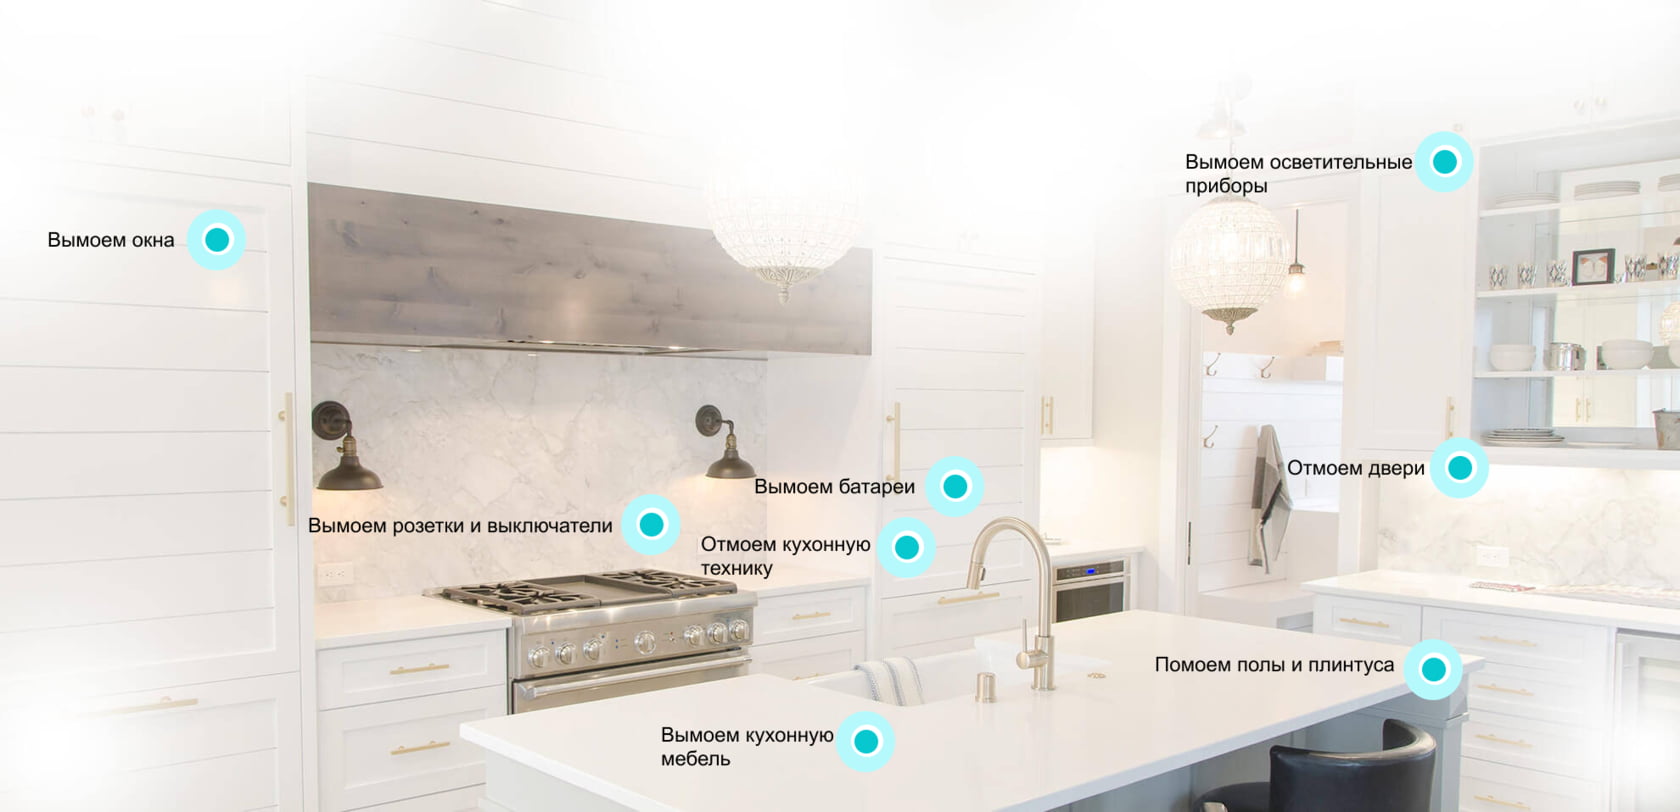 Вымоем осветительные
приборы
Вымоем окна
Отмоем двери
Вымоем батареи
Вымоем розетки и выключатели
Отмоем кухонную
технику
Помоем полы и плинтуса
Вымоем кухонную
мебель